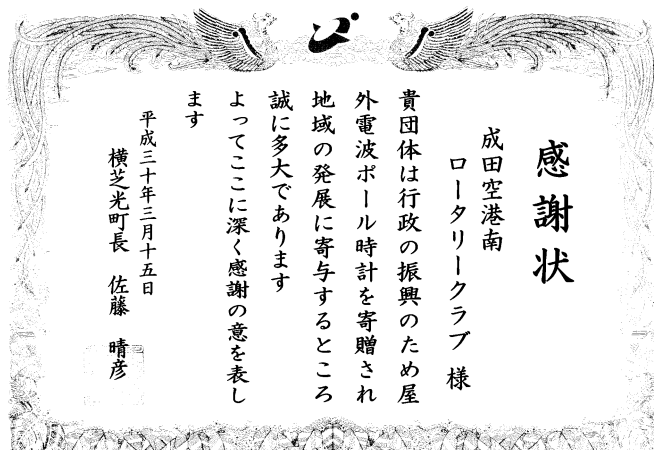 感謝状
成田空港南
ロータリークラブ 様
貴団体は行政の振興のため屋
外電波ポール時計を寄贈され
地域の発展に寄与するところ
誠に多大であります
よってここに深く感謝の意を表し
ます
平成三十年三月十五日
横芝光町長 佐藤 晴彦